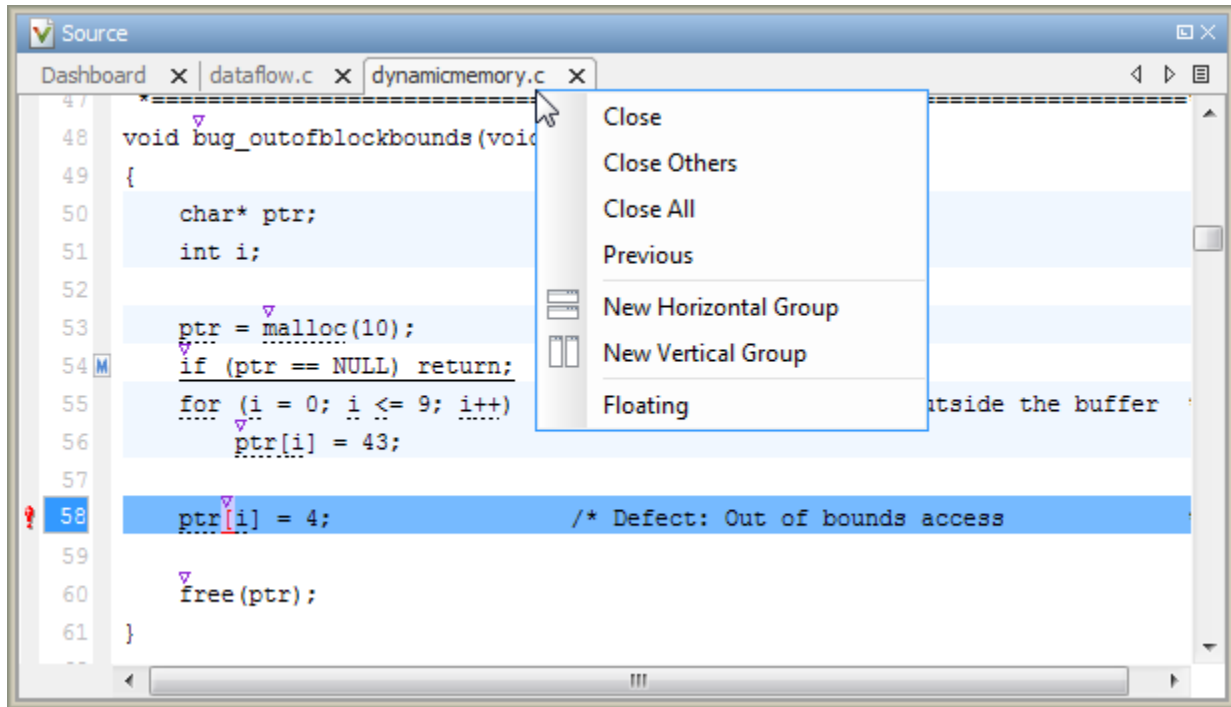 Source
Dashboard dataflow.c dynamicmemory.c
47 *==============================================================================
48 void bug_outofblockbounds(void
49 {
50 char* ptr;
51 int i;
52
53 ptr = malloc(10);
54 M if (ptr == NULL) return;
55 for (i = 0; i <= 9; i++) tside the buffer
56 ptr[i] = 43;
57
! 58 ptr[i] = 4; /* Defect: Out of bounds access
59
60 free(ptr);
61 }
Close
Close Others
Close All
Previous
New Horizontal Group
New Vertical Group
Floating